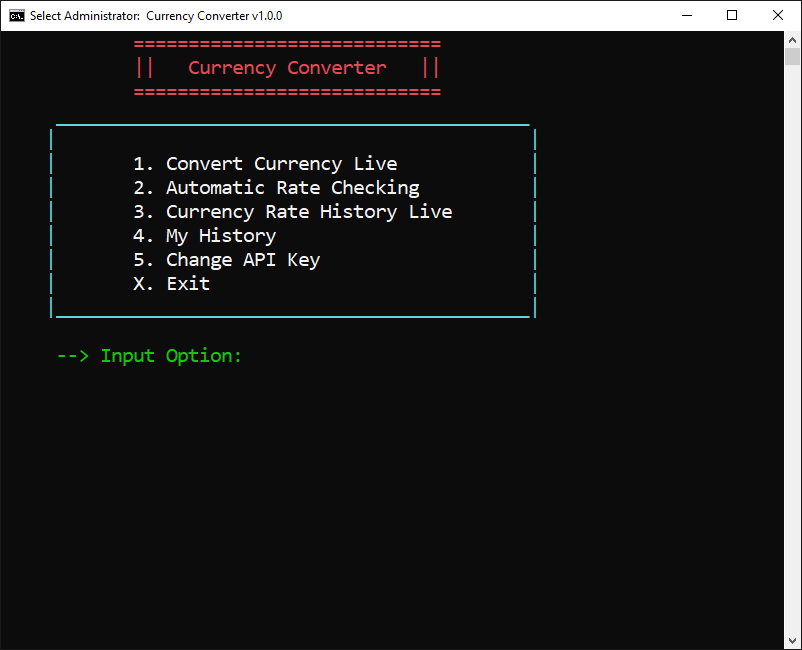 Select Administrator:  Currency Converter v1.0.0
============================
||   Currency Converter   ||
============================
1. Convert Currency Live
2. Automatic Rate Checking
3. Currency Rate History Live
4. My History
5. Change API Key
X. Exit
--> Input Option: